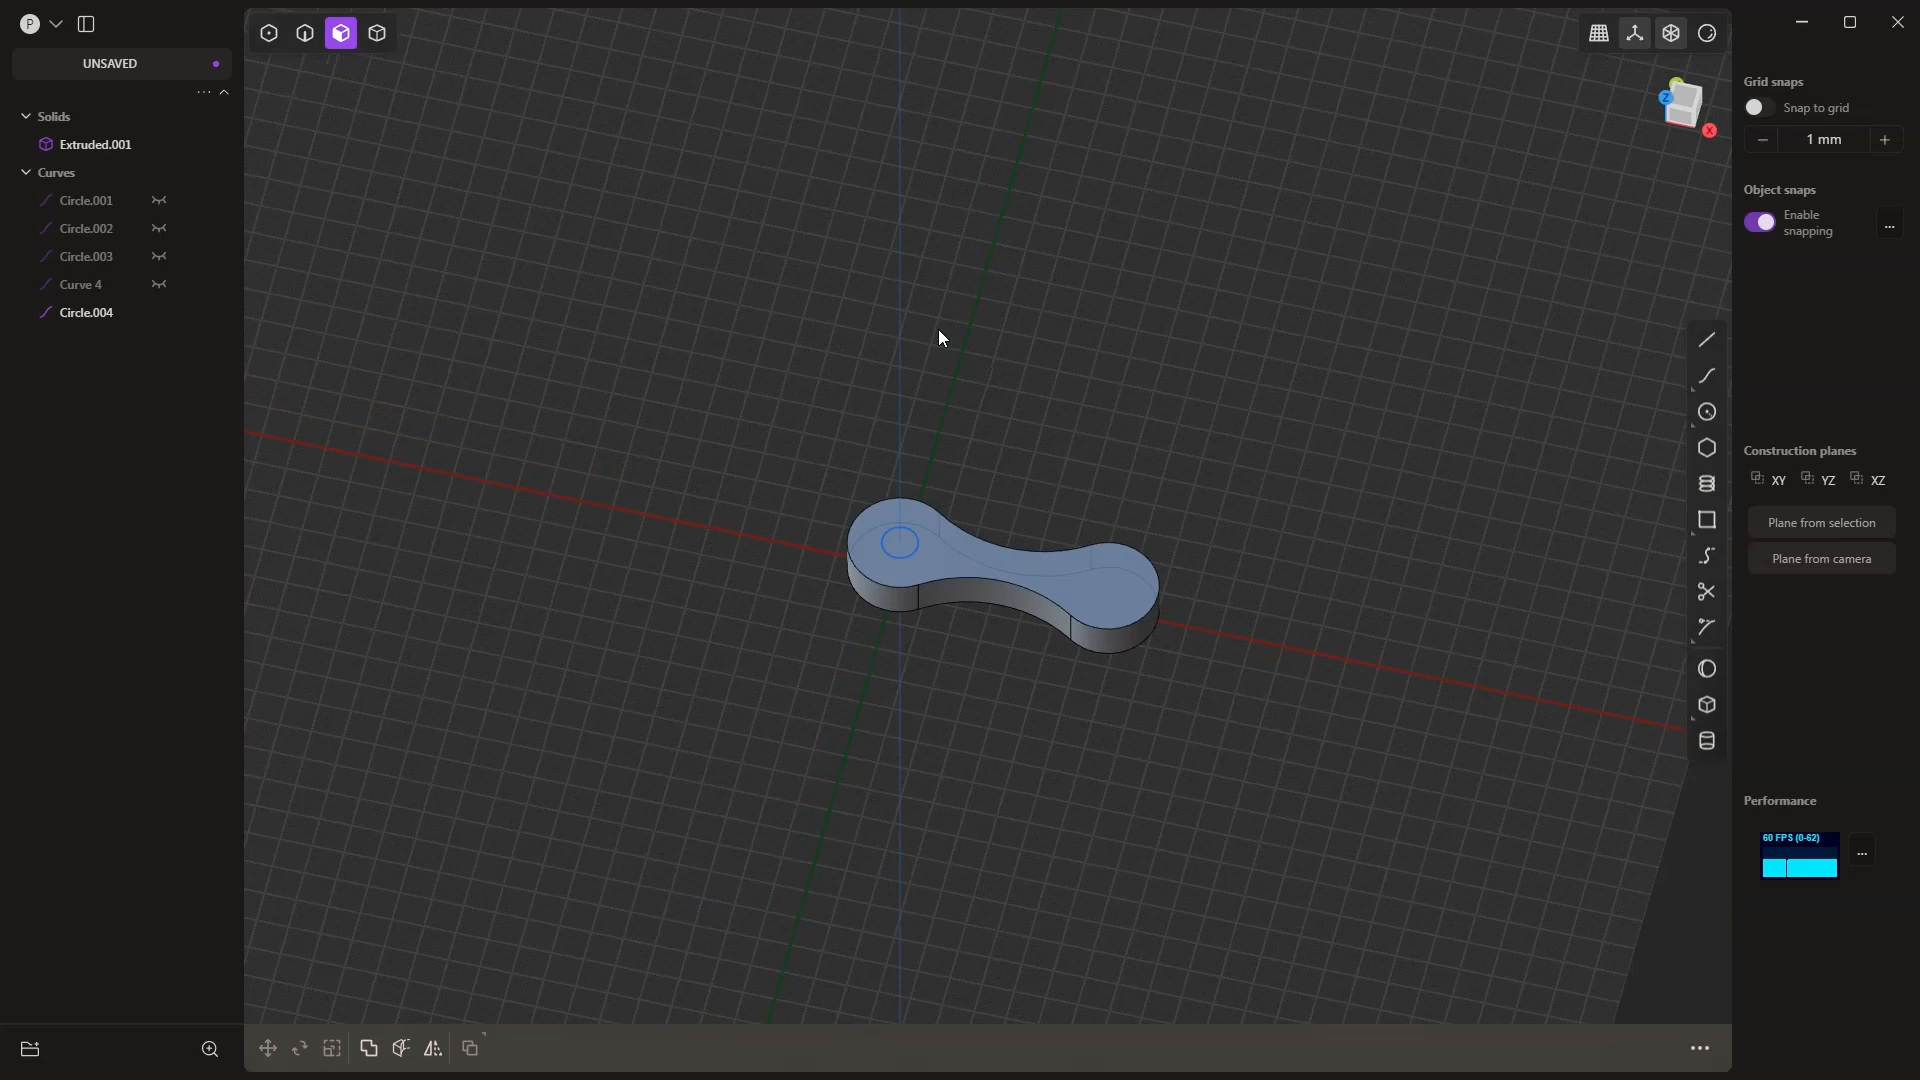 P
UNSAVED
Solids
Extruded.001
Curves
Circle.001
Circle.002
Circle.003
Curve 4
Circle.004
Z
X
Grid snaps
Snap to grid
1 mm
Object snaps
Enable
snapping
Construction planes
XY YZ XZ
Plane from selection
Plane from camera
Performance
60 FPS (0-62)